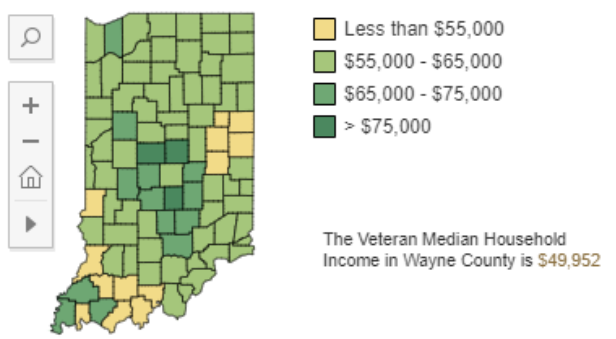 Less than $55,000
$55,000 - $65,000
$65,000 - $75,000
> $75,000
The Veteran Median Household
Income in Wayne County is $49,952